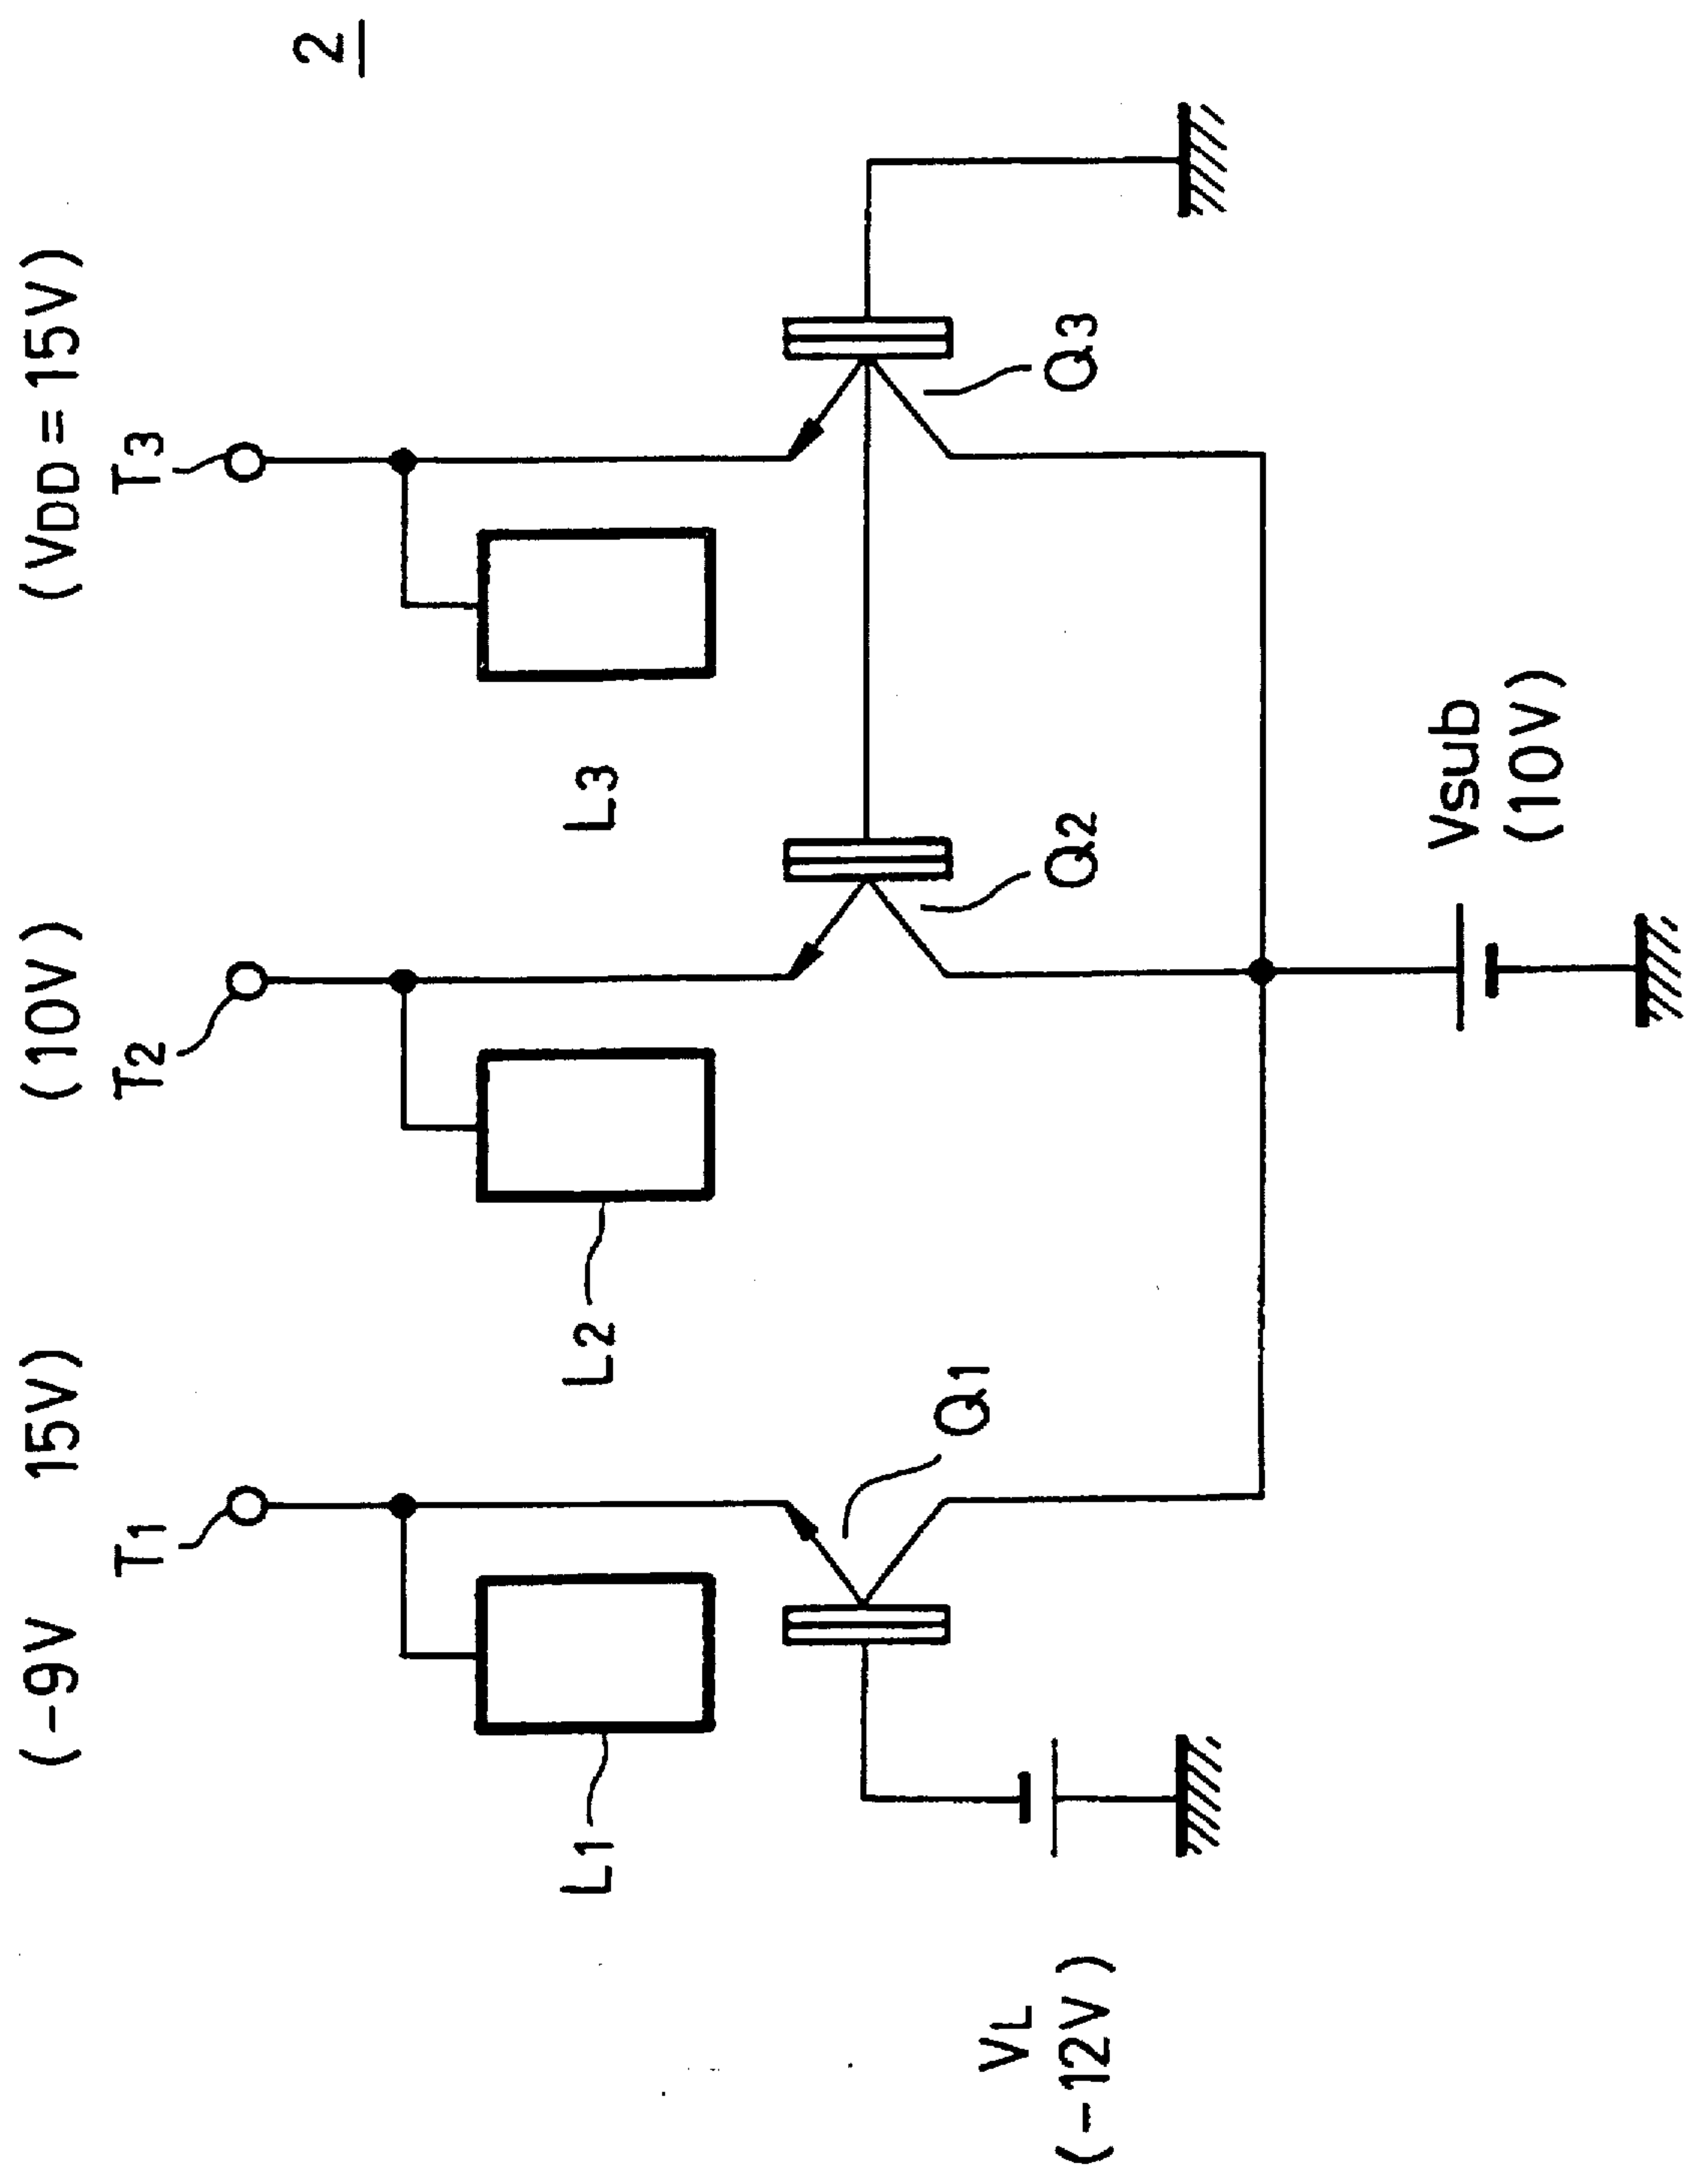 2
(-9V 15V)
(10V)
(VDD = 15V)
T1
T2
T3
L1
L2
L3
Q1
Q2
Q3
VL
(-12V)
Vsub
(10V)